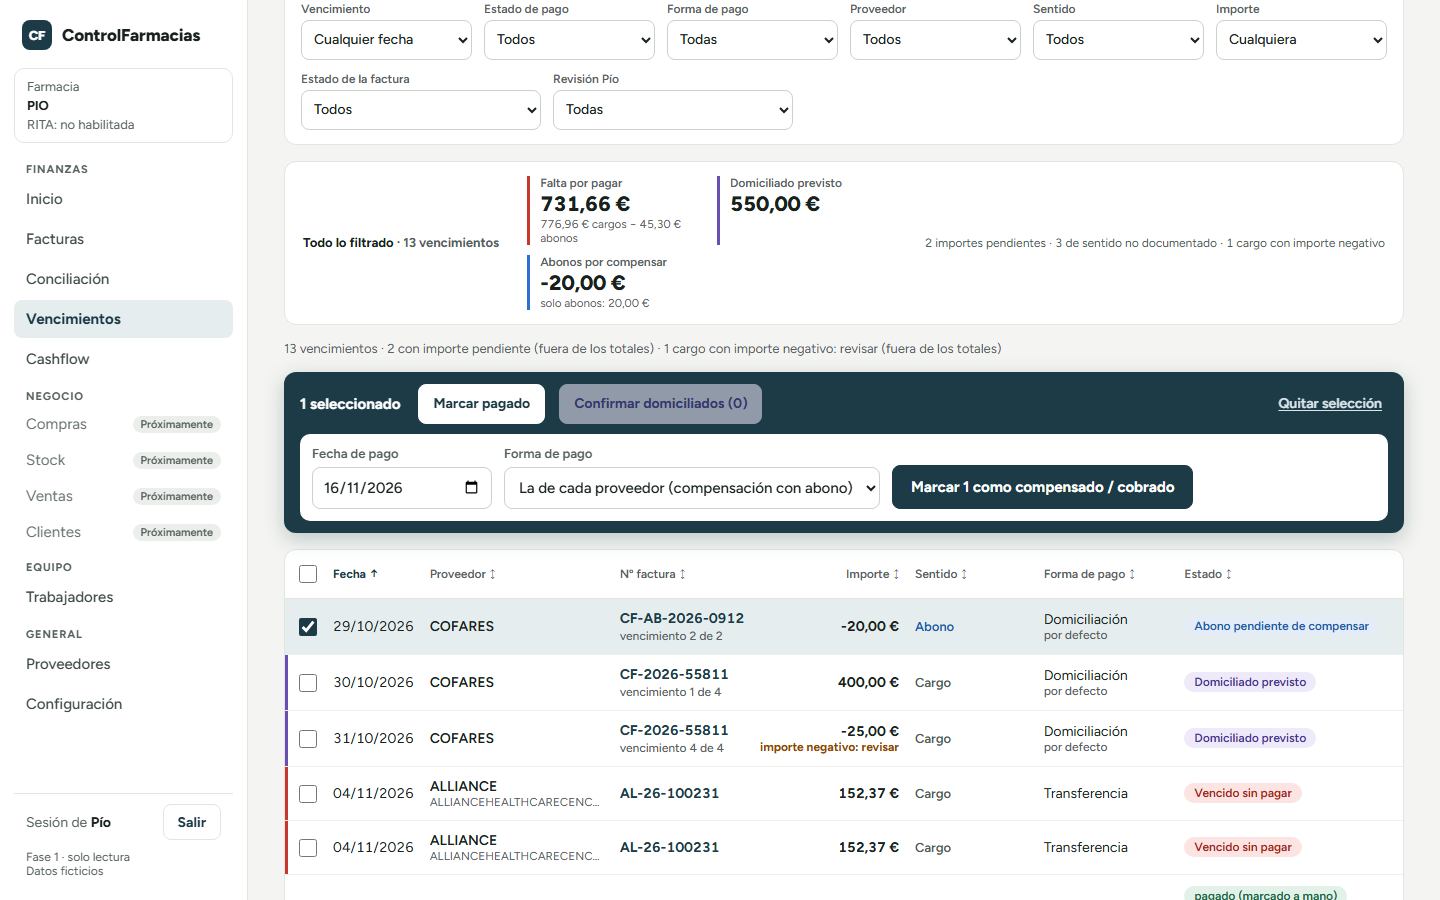 CF ControlFarmacias
Farmacia
PIO
RITA: no habilitada
FINANZAS
Inicio
Facturas
Conciliación
Vencimientos
Cashflow
NEGOCIO
Compras Próximamente
Stock Próximamente
Ventas Próximamente
Clientes Próximamente
EQUIPO
Trabajadores
GENERAL
Proveedores
Configuración
Sesión de Pío Salir
Fase 1 · solo lectura
Datos ficticios
Vencimiento Estado de pago Forma de pago Proveedor Sentido Importe
Cualquier fecha Todos Todas Todos Todos Cualquiera
Estado de la factura Revisión Pío
Todos Todas
Todo lo filtrado · 13 vencimientos
Falta por pagar
731,66 €
776,96 € cargos − 45,30 €
abonos
Domiciliado previsto
550,00 €
Abonos por compensar
-20,00 €
solo abonos: 20,00 €
2 importes pendientes · 3 de sentido no documentado · 1 cargo con importe negativo
13 vencimientos · 2 con importe pendiente (fuera de los totales) · 1 cargo con importe negativo: revisar (fuera de los totales)
1 seleccionado Marcar pagado Confirmar domiciliados (0) Quitar selección
Fecha de pago Forma de pago
16/11/2026 La de cada proveedor (compensación con abono) Marcar 1 como compensado / cobrado
Fecha ↑ Proveedor ↕ Nº factura ↕ Importe ↕ Sentido ↕ Forma de pago ↕ Estado ↕
29/10/2026 COFARES CF-AB-2026-0912 -20,00 € Abono Domiciliación Abono pendiente de compensar
vencimiento 2 de 2 por defecto
30/10/2026 COFARES CF-2026-55811 400,00 € Cargo Domiciliación Domiciliado previsto
vencimiento 1 de 4 por defecto
31/10/2026 COFARES CF-2026-55811 -25,00 € Cargo Domiciliación Domiciliado previsto
vencimiento 4 de 4 importe negativo: revisar por defecto
04/11/2026 ALLIANCE AL-26-100231 152,37 € Cargo Transferencia Vencido sin pagar
ALLIANCEHEALTHCARECENC...
04/11/2026 ALLIANCE AL-26-100231 152,37 € Cargo Transferencia Vencido sin pagar
ALLIANCEHEALTHCARECENC...
pagado (marcado a mano)